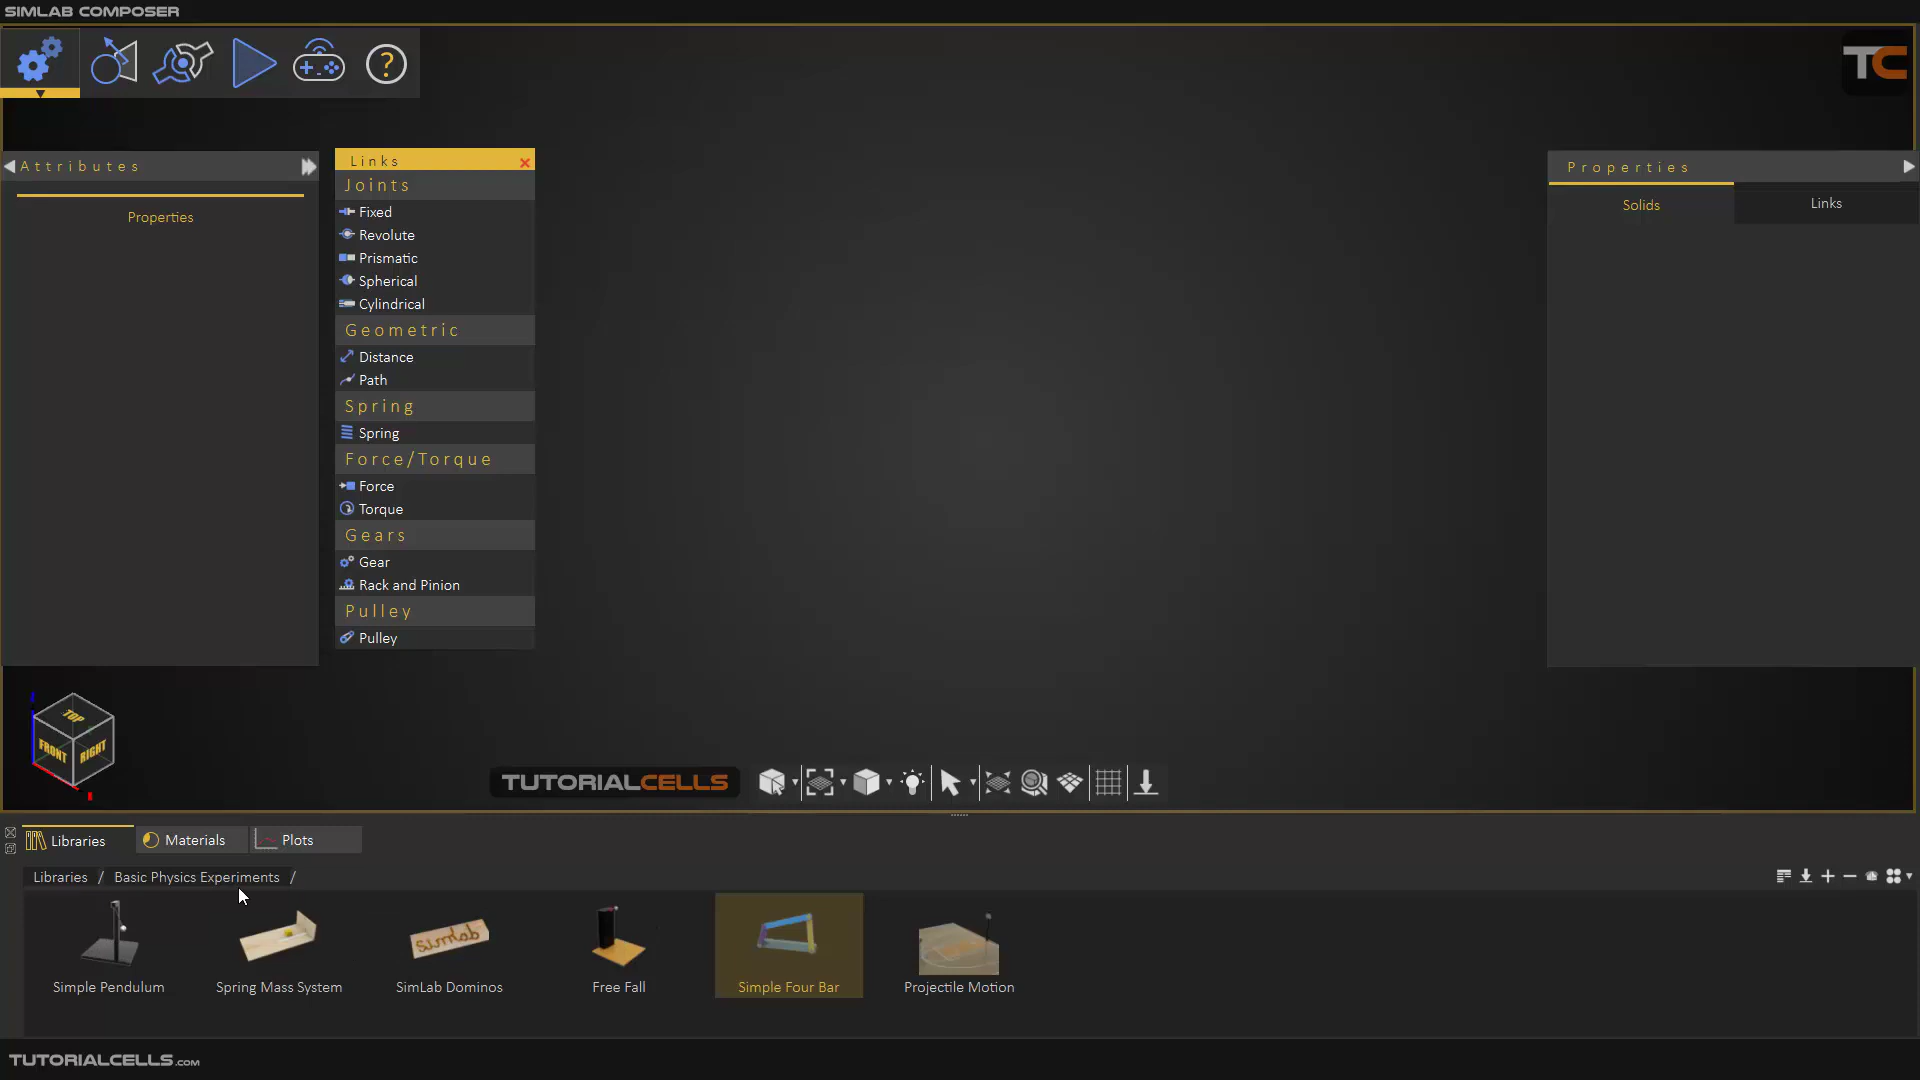 SIMLAB COMPOSER
TC
Attributes
Properties
Links
Joints
Fixed
Revolute
Prismatic
Spherical
Cylindrical
Geometric
Distance
Path
Spring
Spring
Force/Torque
Force
Torque
Gears
Gear
Rack and Pinion
Pulley
Pulley
Properties
Solids Links
TOP
FRONT RIGHT
TUTORIALCELLS
Libraries Materials Plots
Libraries / Basic Physics Experiments /
simlab
Simple Pendulum Spring Mass System SimLab Dominos Free Fall Simple Four Bar Projectile Motion
TUTORIALCELLS.com